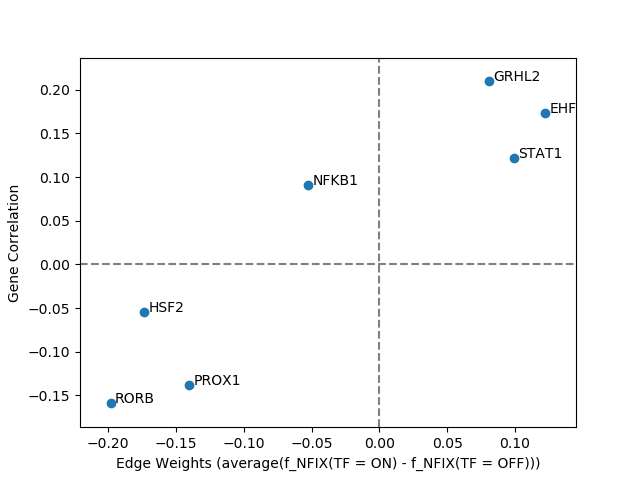 GRHL2
EHF
STAT1
NFKB1
HSF2
PROX1
RORB
0.20
0.15
0.10
0.05
0.00
−0.05
−0.10
−0.15
Gene Correlation
−0.20 −0.15 −0.10 −0.05 0.00 0.05 0.10
Edge Weights (average(f_NFIX(TF = ON) - f_NFIX(TF = OFF)))